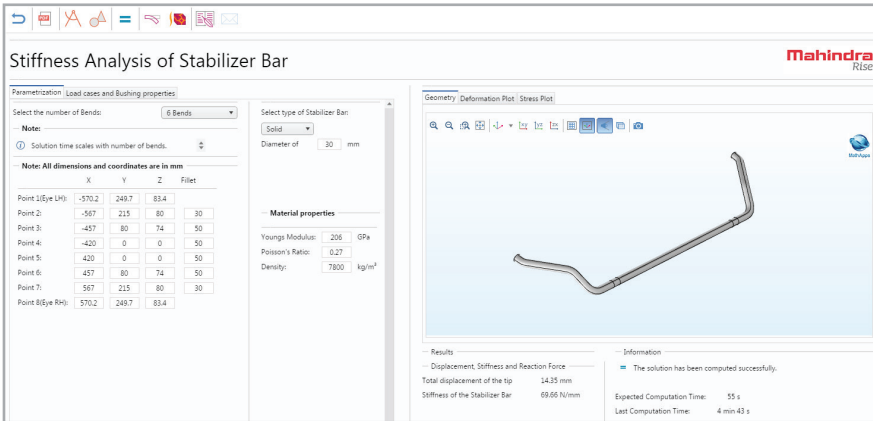 PDF
Stiffness Analysis of Stabilizer Bar
Mahindra
Rise
Parametrization Load cases and Bushing properties
Select the number of Bends: 6 Bends
Note:
Solution time scales with number of bends.
Note: All dimensions and coordinates are in mm
X Y Z Fillet
Point 1(Eye LH): -570.2 249.7 83.4
Point 2: -567 215 80 30
Point 3: -457 80 74 50
Point 4: -420 0 0 50
Point 5: 420 0 0 50
Point 6: 457 80 74 50
Point 7: 567 215 80 30
Point 8(Eye RH): 570.2 249.7 83.4
Select type of Stabilizer Bar:
Solid
Diameter of 30 mm
Material properties
Youngs Modulus: 206 GPa
Poisson's Ratio: 0.27
Density: 7800 kg/m³
Geometry Deformation Plot Stress Plot
xy yz
MathApps
Results
Displacement, Stiffness and Reaction Force
Total displacement of the tip 14.35 mm
Stiffness of the Stabilizer Bar 69.66 N/mm
Information
The solution has been computed successfully.
Expected Computation Time: 55 s
Last Computation Time: 4 min 43 s